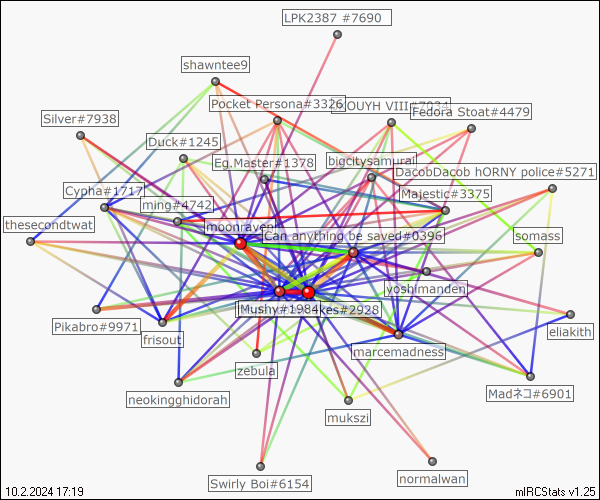 LPK2387 #7690
shawntee9
Pocket Persona#3326
OUYH VIII#7034
Fedora Stoat#4479
Silver#7938
Duck#1245
Eg.Master#1378
bigcitysamurai
DacobDacob hORNY police#5271
Cypha#1717
ming#4742
Majestic#3375
thesecondtwat
moonraven
Can anything be saved#0396
somass
yoshimanden
Mushy#1984
kes#2928
Pikabro#9971
frisout
eliakith
marcemadness
zebula
neokingghidorah
Madネコ#6901
mukszi
Swirly Boi#6154
normalwan
10.2.2024 17:19
mIRCStats v1.25